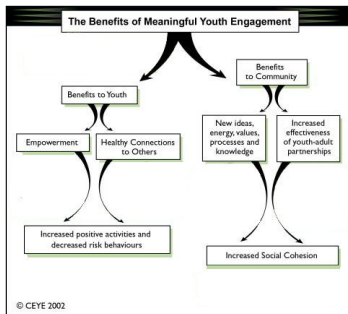 The Benefits of Meaningful Youth Engagement
Benefits
to Community
Benefits to Youth
Empowerment
Healthy Connections
to Others
New ideas,
energy, values,
processes and
knowledge
Increased
effectiveness
of youth-adult
partnerships
Increased positive activities and
decreased risk behaviours
Increased Social Cohesion
© CEYE 2002